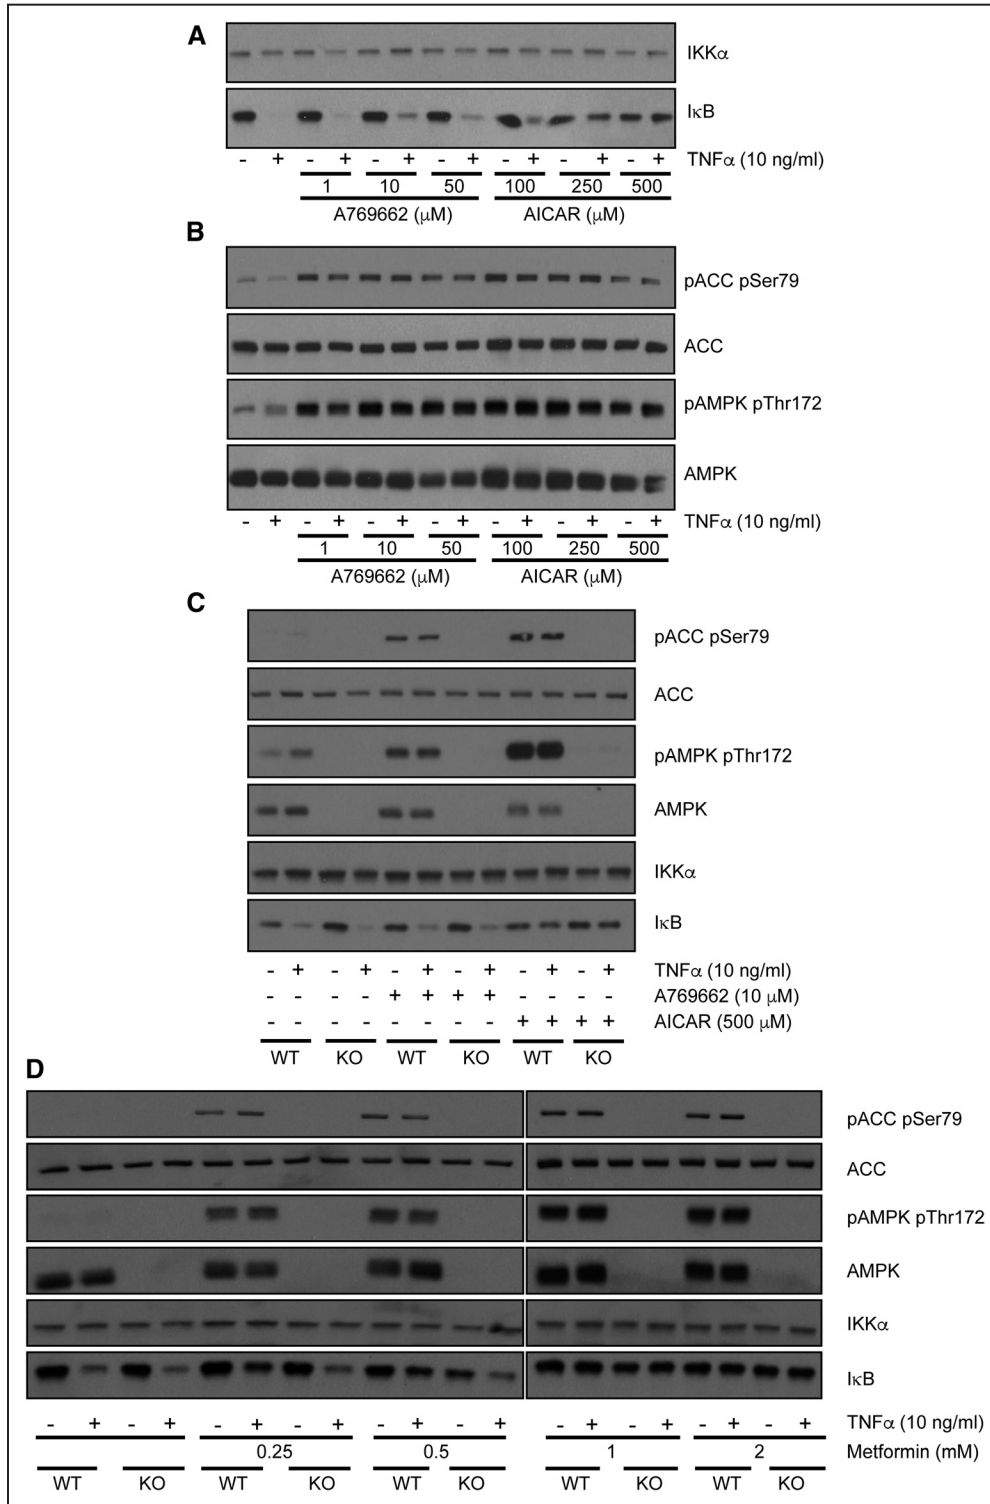 A
IKKα
IκB
- + - + - + - + - + - + - + TNFα (10 ng/ml)
1 10 50 100 250 500
A769662 (μM) AICAR (μM)
B
pACC pSer79
ACC
pAMPK pThr172
AMPK
- + - + - + - + - + - + - + TNFα (10 ng/ml)
1 10 50 100 250 500
A769662 (μM) AICAR (μM)
C
pACC pSer79
ACC
pAMPK pThr172
AMPK
IKKα
IκB
- + - + - + - + - + - + TNFα (10 ng/ml)
- - - - + + + + - - - - A769662 (10 μM)
- - - - - - - - + + + + AICAR (500 μM)
WT KO WT KO WT KO
D
pACC pSer79
ACC
pAMPK pThr172
AMPK
IKKα
IκB
- + - + - + - + - + - + - + - + - + - + TNFα (10 ng/ml)
0.25 0.5 1 2 Metformin (mM)
WT KO WT KO WT KO WT KO WT KO